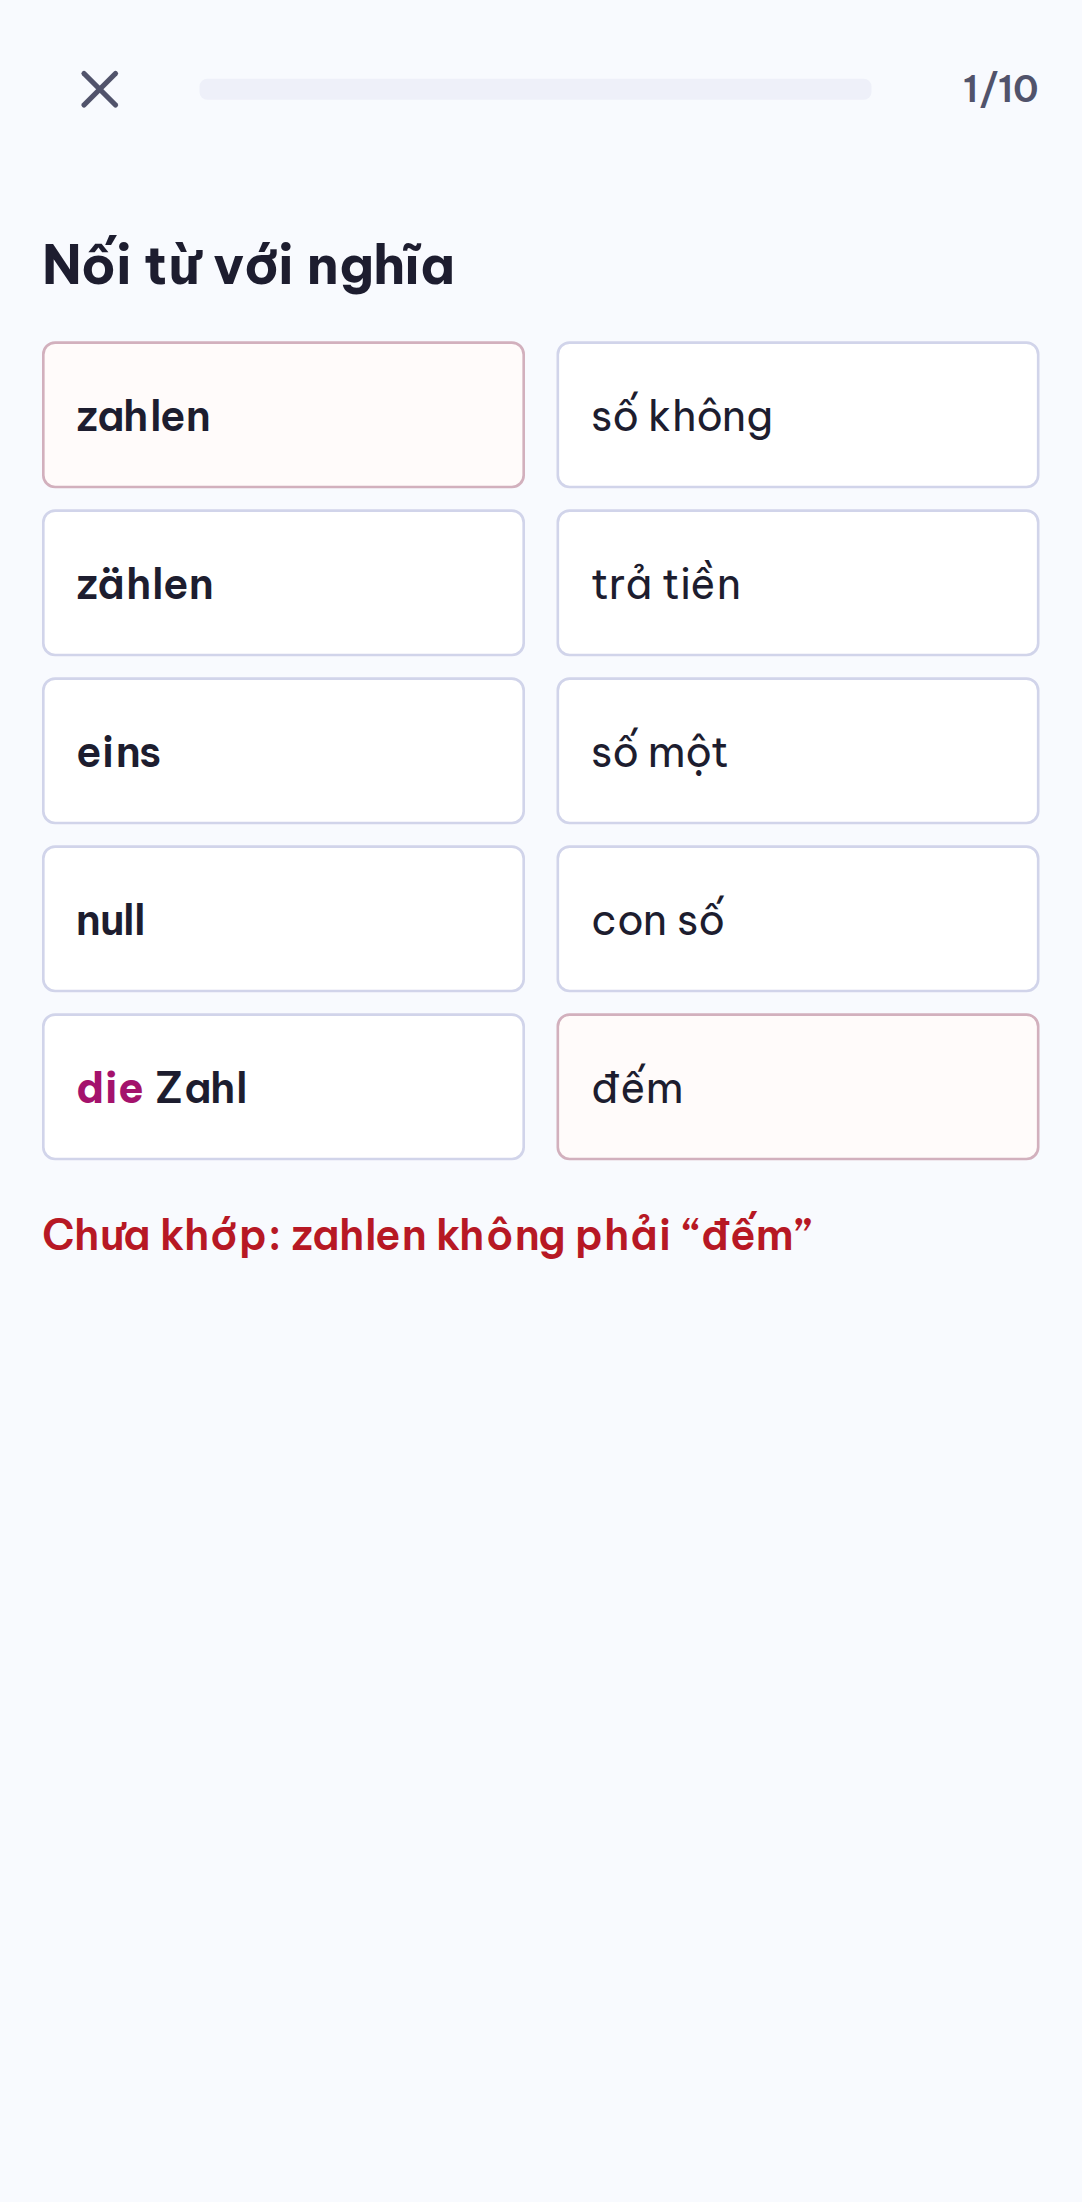 1/10
Nối từ với nghĩa
zahlen
số không
zählen
trả tiền
eins
số một
null
con số
die Zahl
đếm
Chưa khớp: zahlen không phải “đếm”